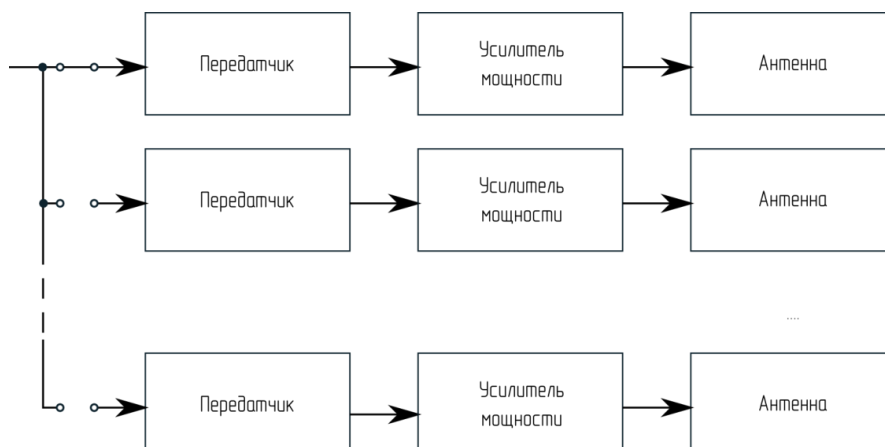 Передатчик
Усилитель
мощности
Антенна
Передатчик
Усилитель
мощности
Антенна
....
Передатчик
Усилитель
мощности
Антенна